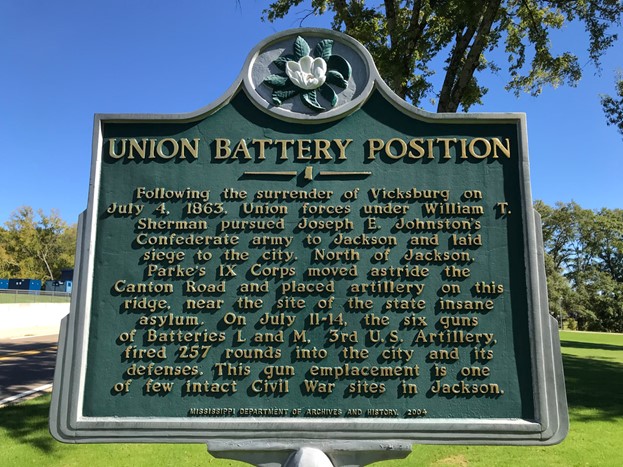 UNION BATTERY POSITION
Following the surrender of Vicksburg on
July 4, 1863, Union forces under William T.
Sherman pursued Joseph E. Johnston's
Confederate army to Jackson and laid
siege to the city. North of Jackson,
Parke's IX Corps moved astride the
Canton Road and placed artillery on this
ridge, near the site of the state insane
asylum. On July 11-14, the six guns
of Batteries L and M, 3rd U.S. Artillery,
fired 257 rounds into the city and its
defenses. This gun emplacement is one
of few intact Civil War sites in Jackson.
MISSISSIPPI DEPARTMENT OF ARCHIVES AND HISTORY, 2004